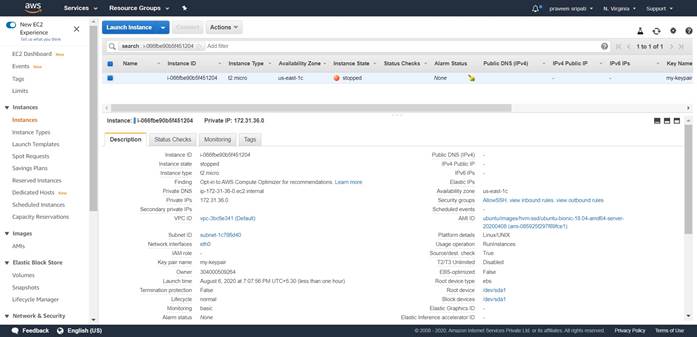 aws
Services
Resource Groups
praveen sripati
N. Virginia
Support
New EC2 Experience
Tell us what you think
EC2 Dashboard New
Events New
Tags
Limits
Instances
Instances
Instance Types
Launch Templates
Spot Requests
Savings Plans
Reserved Instances
Dedicated Hosts New
Scheduled Instances
Capacity Reservations
Images
AMIs
Elastic Block Store
Volumes
Snapshots
Lifecycle Manager
Network & Security
Launch Instance
Connect
Actions
search : i-066fbe90b5f451204
Add filter
1 to 1 of 1
Name Instance ID Instance Type Availability Zone Instance State Status Checks Alarm Status Public DNS (IPv4) IPv4 Public IP IPv6 IPs Key Name
i-066fbe90b5f451204 t2.micro us-east-1c stopped None - - my-keypair
Instance: i-066fbe90b5f451204 Private IP: 172.31.36.0
Description Status Checks Monitoring Tags
Instance ID i-066fbe90b5f451204
Instance state stopped
Instance type t2.micro
Finding Opt-in to AWS Compute Optimizer for recommendations. Learn more
Private DNS ip-172-31-36-0.ec2.internal
Private IPs 172.31.36.0
Secondary private IPs
VPC ID vpc-3bd5e341 (Default)
Subnet ID subnet-1c785d40
Network interfaces eth0
IAM role -
Key pair name my-keypair
Owner 304000509264
Launch time August 6, 2020 at 7:07:56 PM UTC+5:30 (less than one hour)
Termination protection False
Lifecycle normal
Monitoring basic
Alarm status None
Public DNS (IPv4) -
IPv4 Public IP -
IPv6 IPs -
Elastic IPs
Availability zone us-east-1c
Security groups AllowSSH. view inbound rules. view outbound rules
Scheduled events -
AMI ID ubuntu/images/hvm-ssd/ubuntu-bionic-18.04-amd64-server-
20200408 (ami-085925f297f89fce1)
Platform details Linux/UNIX
Usage operation RunInstances
Source/dest. check True
T2/T3 Unlimited Disabled
EBS-optimized False
Root device type ebs
Root device /dev/sda1
Block devices /dev/sda1
Elastic Graphics ID -
Elastic Inference accelerator ID -
Feedback
English (US)
© 2008 - 2020, Amazon Internet Services Private Ltd. or its affiliates. All rights reserved.
Privacy Policy
Terms of Use